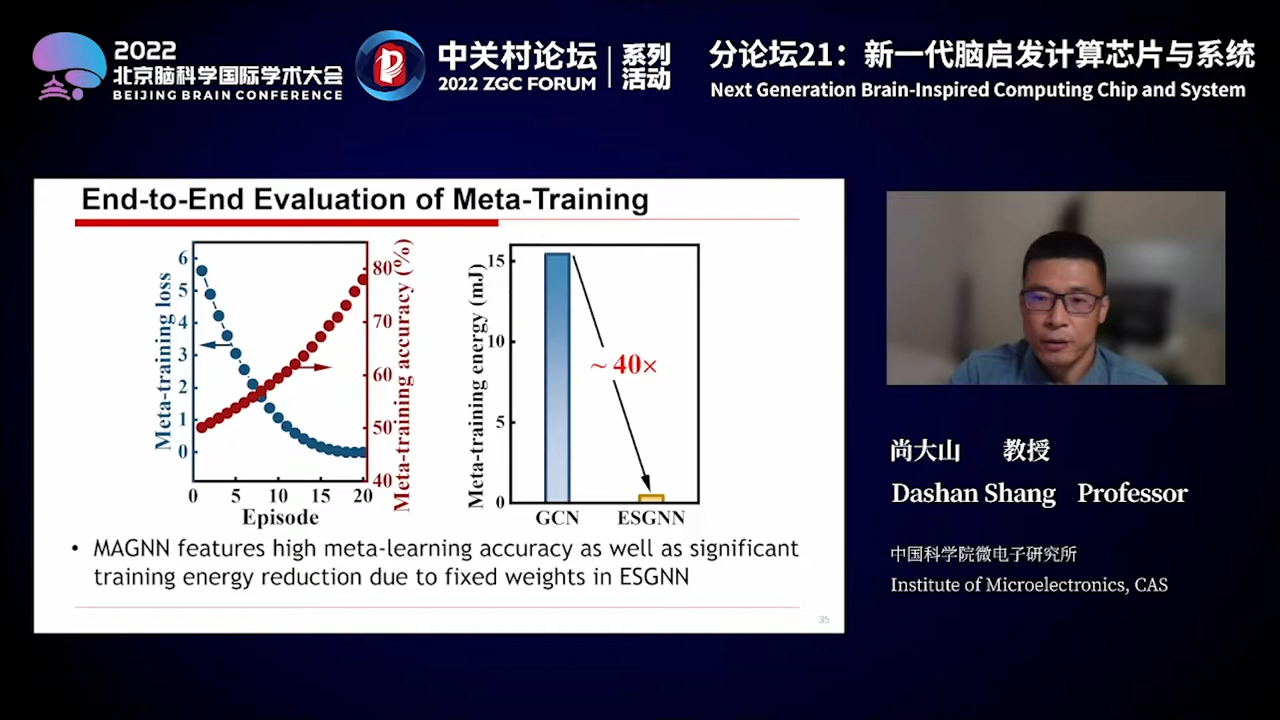 2022
北京脑科学国际学术大会
BEIJING BRAIN CONFERENCE
中关村论坛
2022 ZGC FORUM
系列
活动
分论坛21：新一代脑启发计算芯片与系统
Next Generation Brain-Inspired Computing Chip and System
End-to-End Evaluation of Meta-Training
Meta-training loss
6
5
4
3
2
1
0
80
70
60
50
40
Meta-training accuracy (%)
0 5 10 15 20
Episode
Meta-training energy (mJ)
15
10
5
0
~ 40×
GCN ESGNN
• MAGNN features high meta-learning accuracy as well as significant
training energy reduction due to fixed weights in ESGNN
35
尚大山 教授
Dashan Shang Professor
中国科学院微电子研究所
Institute of Microelectronics, CAS